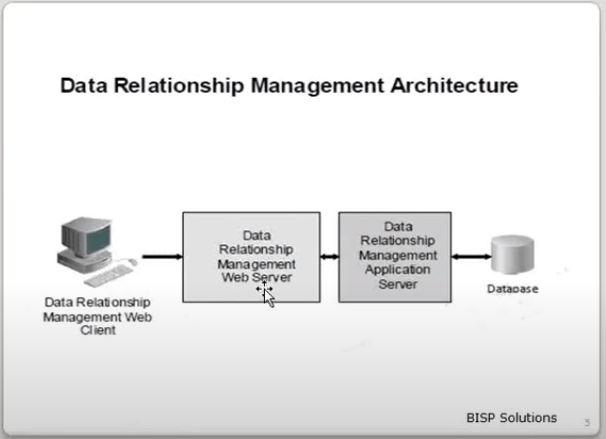 Data Relationship Management Architecture
Data
Relationship
Management
Web Server
Data
Relationship
Management
Application
Server
Data Relationship
Management Web
Client
Database
BISP Solutions
5